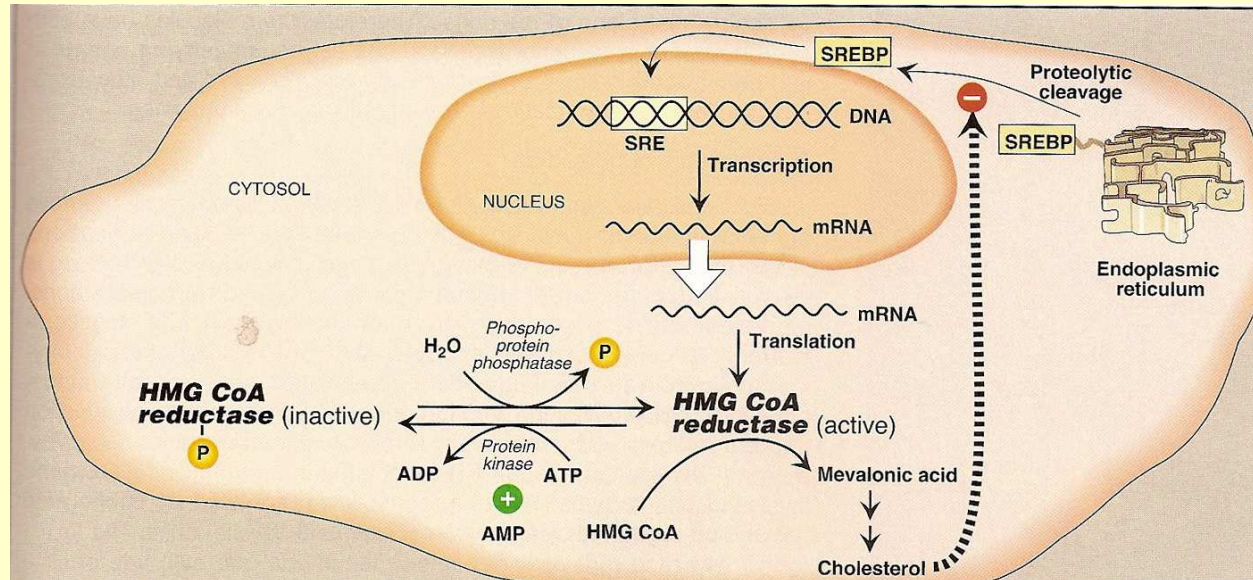 SREBP
Proteolytic
cleavage
−
SREBP
DNA
SRE
Transcription
CYTOSOL
NUCLEUS
mRNA
Endoplasmic
reticulum
mRNA
Translation
Phospho-
protein
phosphatase
H₂O
P
HMG CoA
reductase (inactive)
P
HMG CoA
reductase (active)
Protein
kinase
ADP
ATP
+
AMP
HMG CoA
Mevalonic acid
Cholesterol